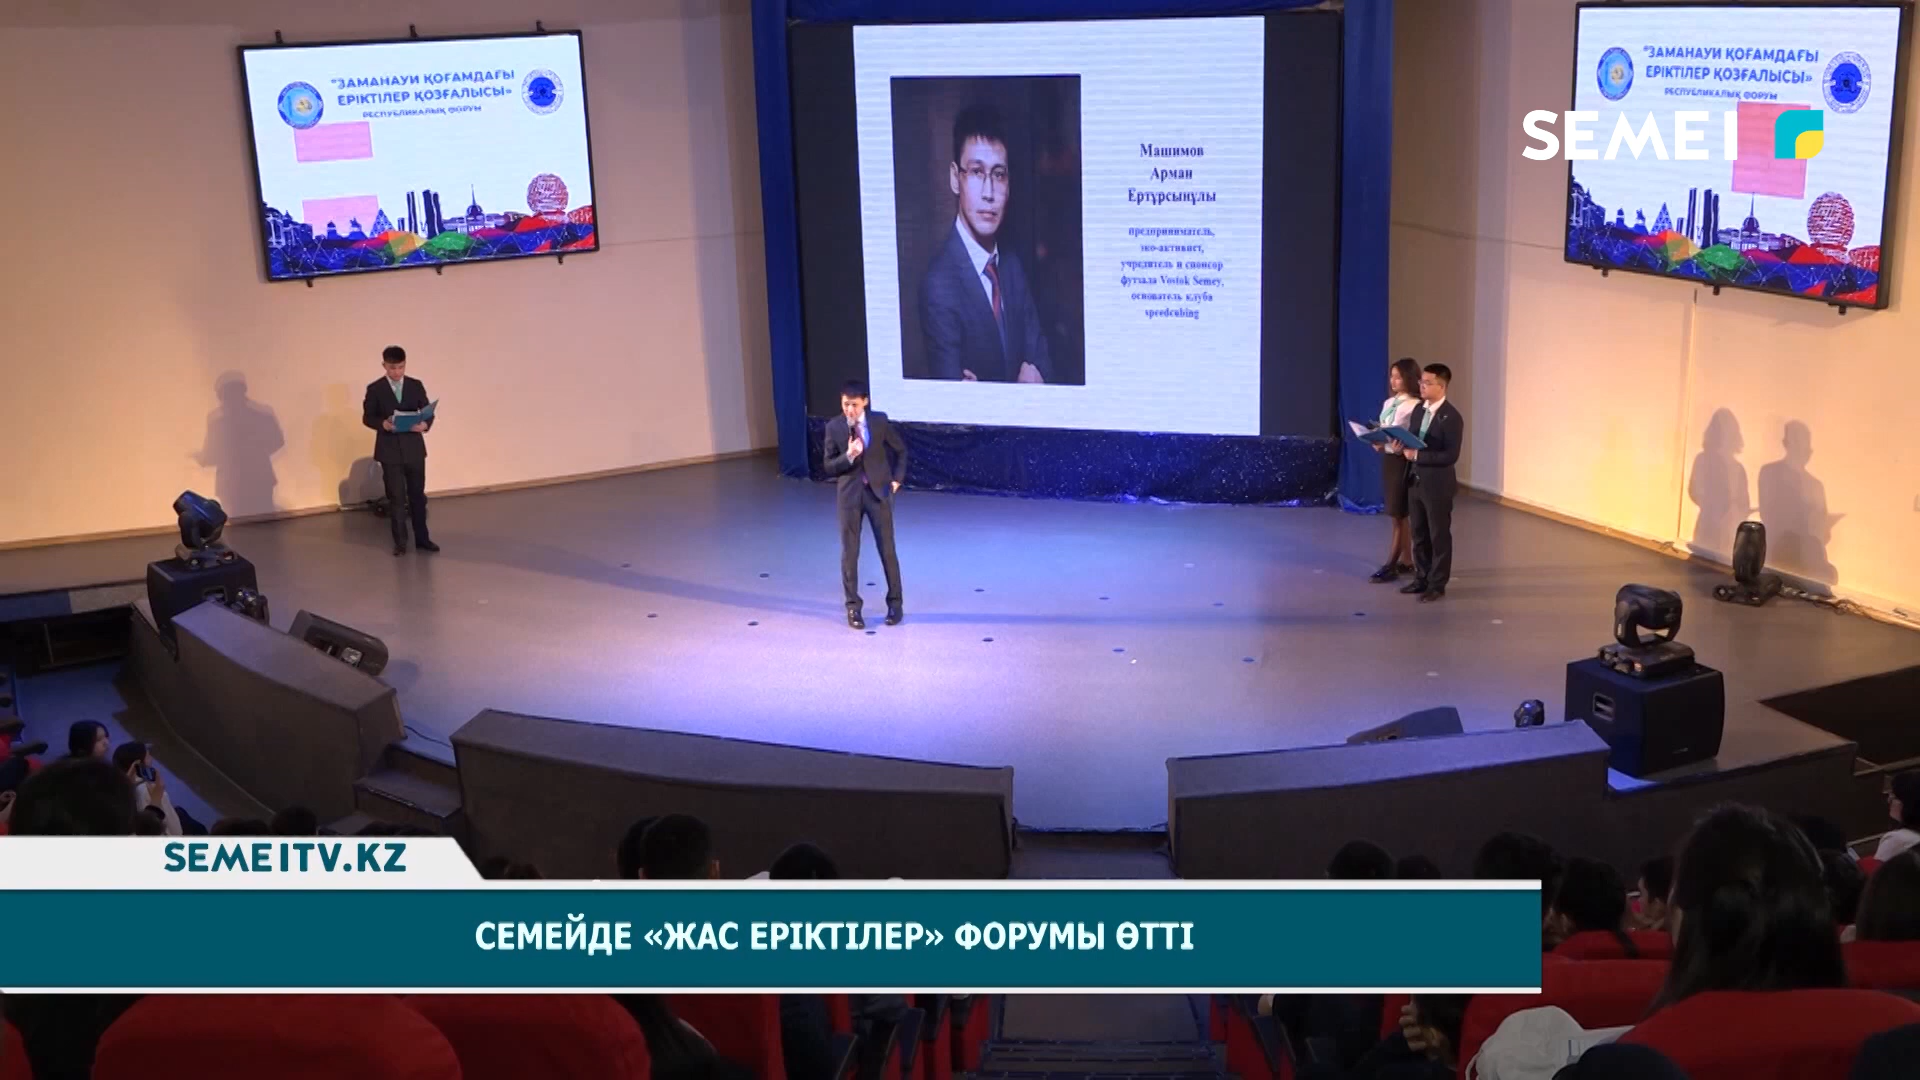 "ЗАМАНАУИ ҚОҒАМДАҒЫ
ЕРІКТІЛЕР ҚОЗҒАЛЫСЫ»
РЕСПУБЛИКАЛЫҚ ФОРУМ
Машимов
Арман
Ертұрсынұлы
предприниматель,
эко-активист,
учредитель и спонсор
футзала Vostok Semey,
основатель клуба
speedcubing
"ЗАМАНАУИ ҚОҒАМДАҒЫ
ЕРІКТІЛЕР ҚОЗҒАЛЫСЫ»
РЕСПУБЛИКАЛЫҚ ФОРУМ
SEMEI
SEMEITV.KZ
СЕМЕЙДЕ «ЖАС ЕРІКТІЛЕР» ФОРУМЫ ӨТТІ